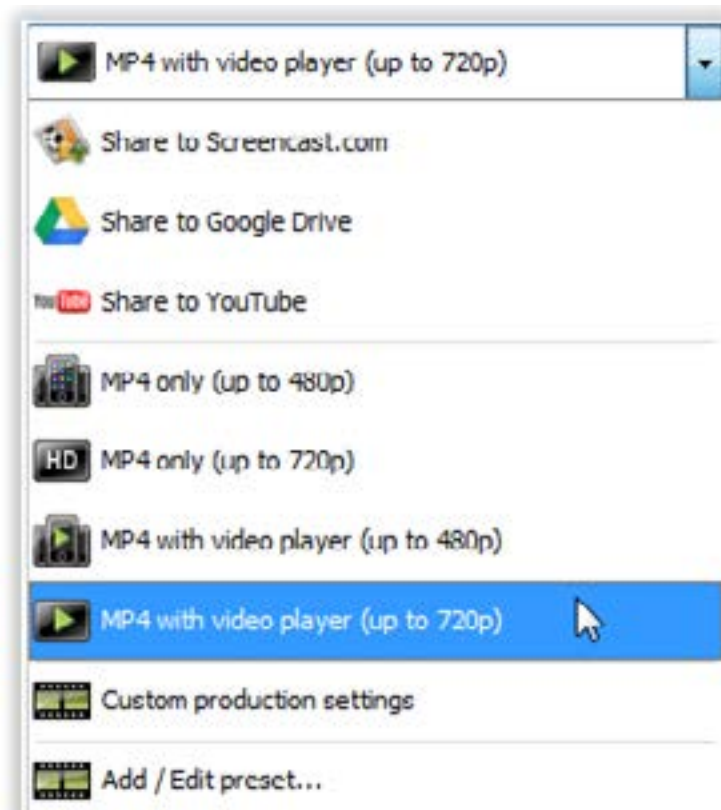 MP4 with video player (up to 720p)
Share to Screencast.com
Share to Google Drive
You Tube Share to YouTube
MP4 only (up to 480p)
HD MP4 only (up to 720p)
MP4 with video player (up to 480p)
MP4 with video player (up to 720p)
Custom production settings
Add / Edit preset...